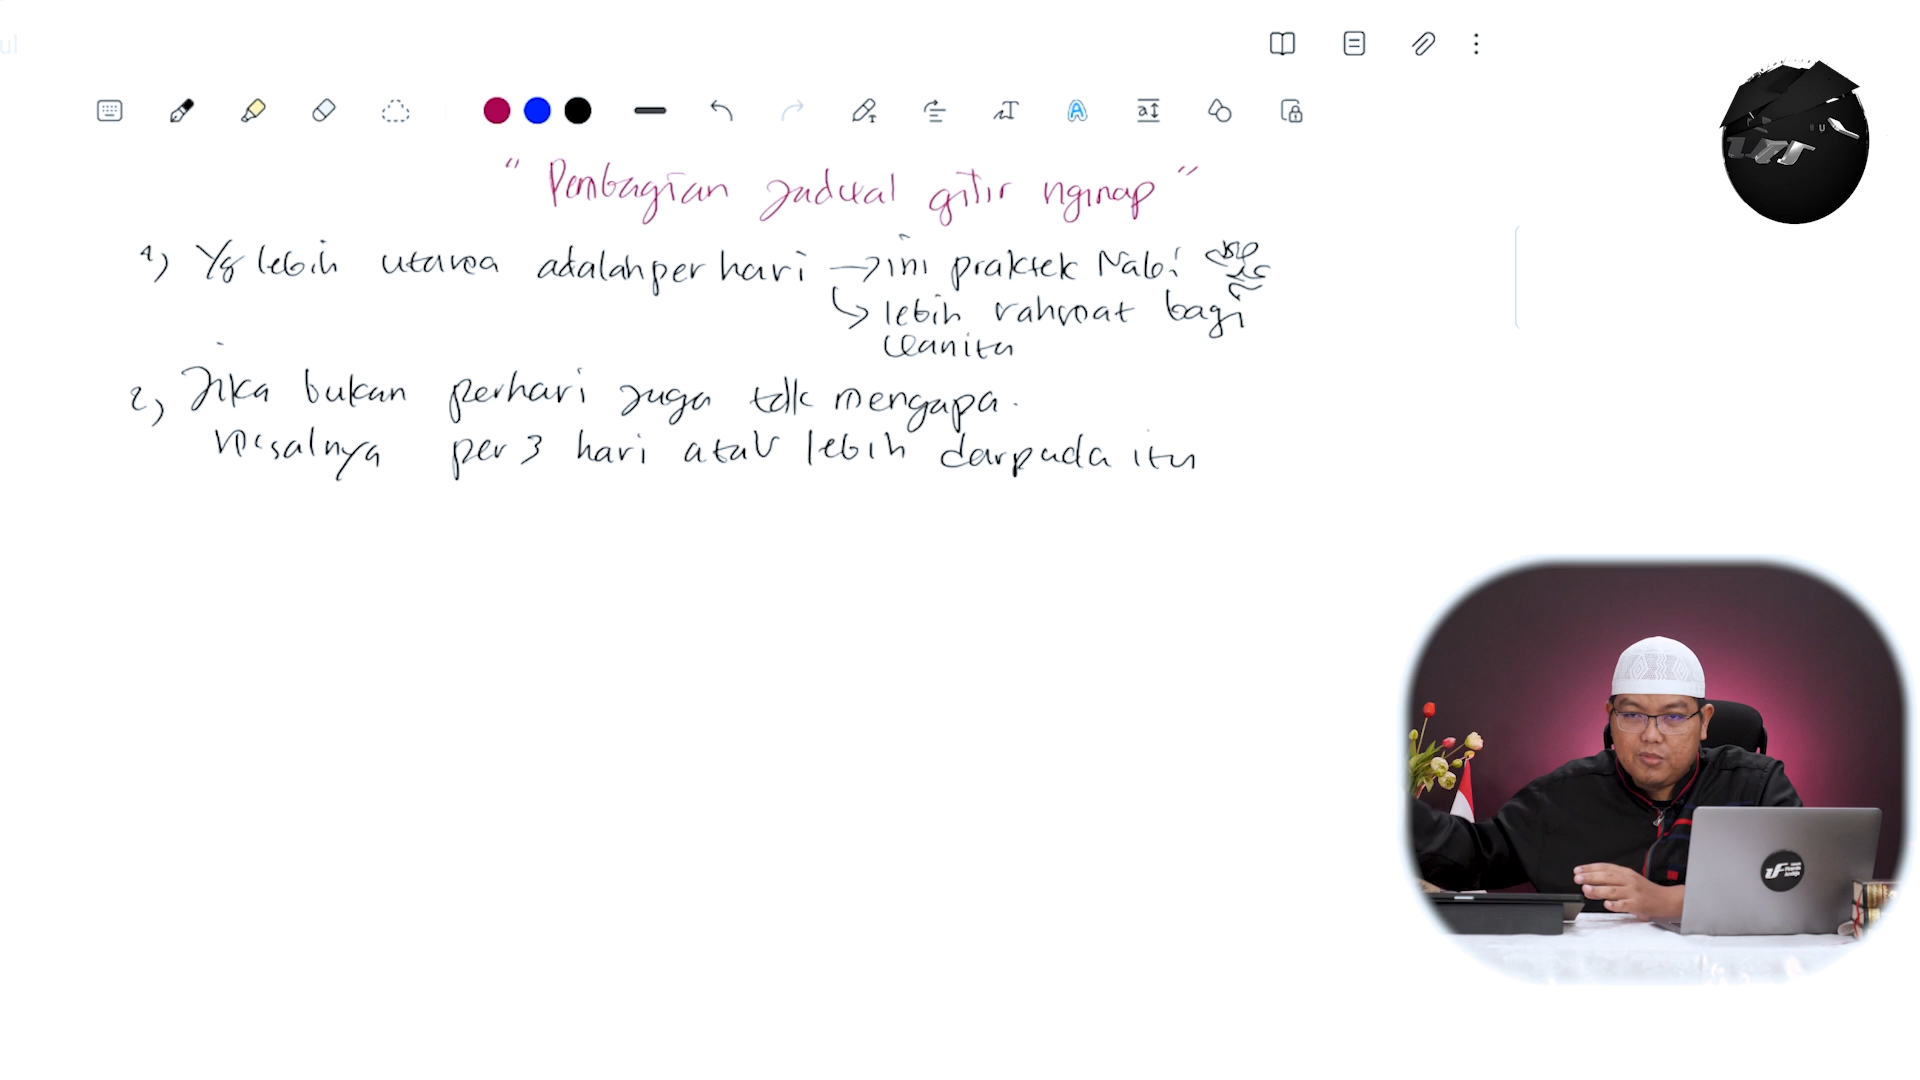 " Pembagian jadwal gilir nginap "
1) Yg lebih utama adalah per hari → ini praktek Nabi ﷺ
↳ lebih rahmat bagi
wanita
2) Jika bukan perhari juga tdk mengapa.
Misalnya per 3 hari atau lebih darpada itu